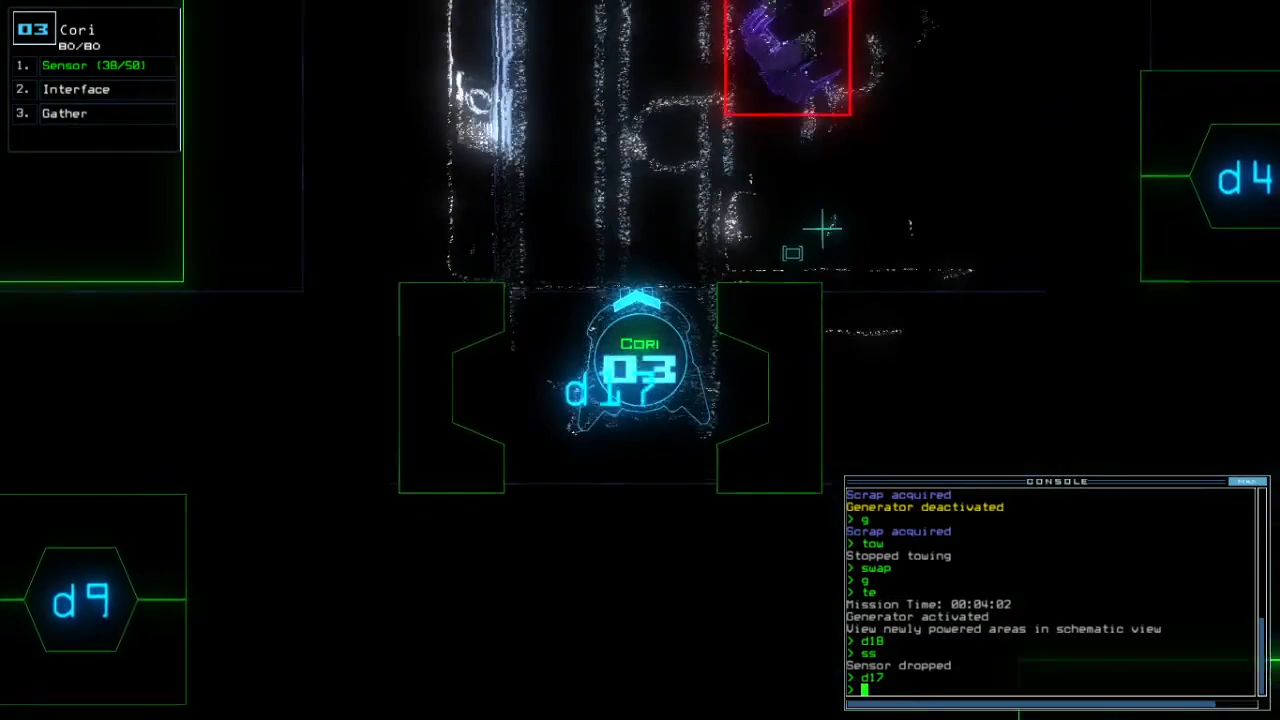 03 Cori
80/80
1. Sensor (38/50)
2. Interface
3. Gather
d4
Cori
03
d17
d9
CONSOLE
Scrap acquired
Generator deactivated
> g
Scrap acquired
> tow
Stopped towing
> swap
> g
> te
Mission Time: 00:04:02
Generator activated
View newly powered areas in schematic view
> d18
> ss
Sensor dropped
> d17
>